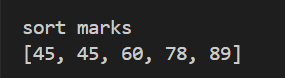 sort marks
[45, 45, 60, 78, 89]